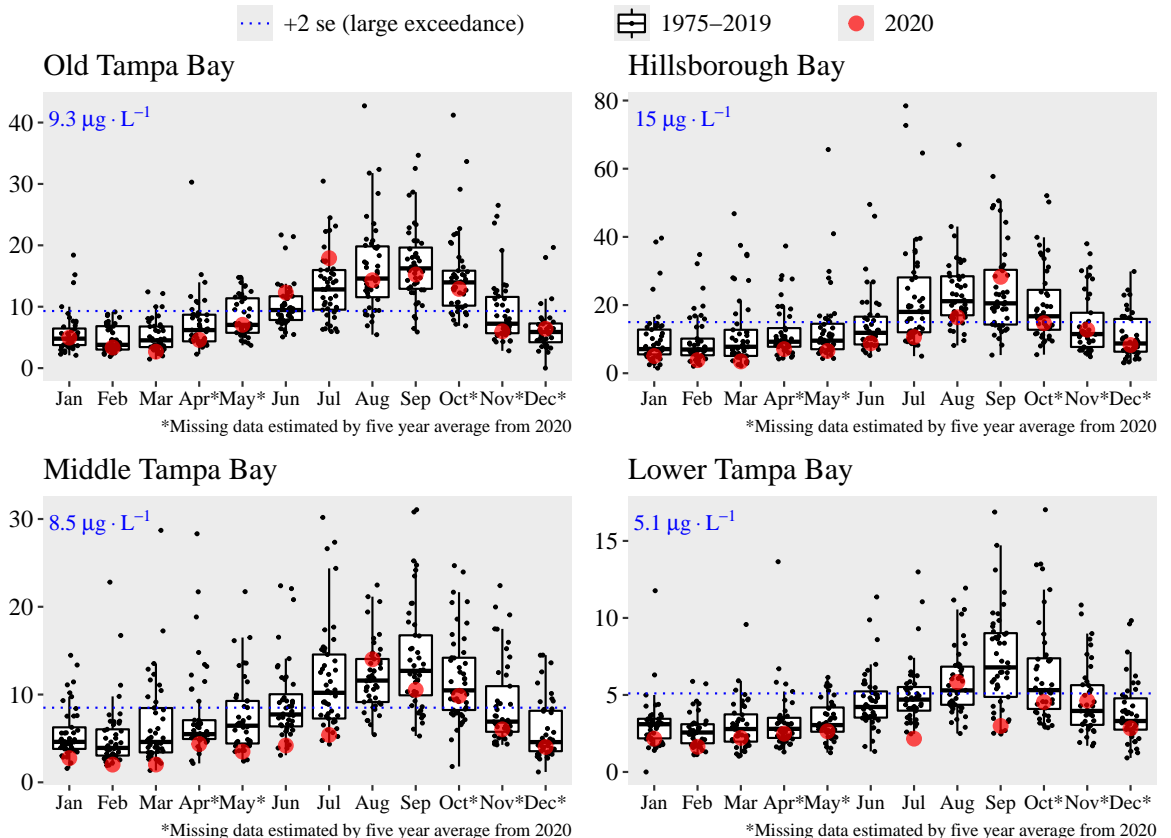 +2 se (large exceedance) 1975–2019 2020
Old Tampa Bay
9.3 μg · L⁻¹
40
30
20
10
0
Jan Feb Mar Apr* May* Jun Jul Aug Sep Oct* Nov* Dec*
*Missing data estimated by five year average from 2020
Hillsborough Bay
15 μg · L⁻¹
80
60
40
20
0
Jan Feb Mar Apr* May* Jun Jul Aug Sep Oct* Nov* Dec*
*Missing data estimated by five year average from 2020
Middle Tampa Bay
8.5 μg · L⁻¹
30
20
10
0
Jan Feb Mar Apr* May* Jun Jul Aug Sep Oct* Nov* Dec*
*Missing data estimated by five year average from 2020
Lower Tampa Bay
5.1 μg · L⁻¹
15
10
5
0
Jan Feb Mar Apr* May* Jun Jul Aug Sep Oct* Nov* Dec*
*Missing data estimated by five year average from 2020